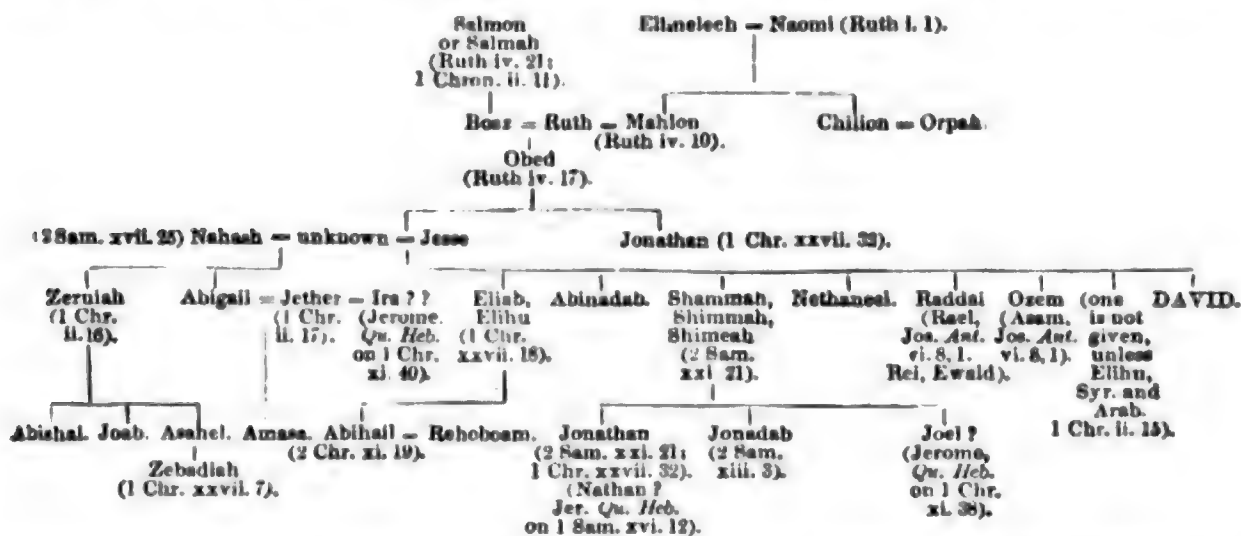 Salmon
or Salmah
(Ruth iv. 21;
1 Chron. ii. 11).
Elimelech = Naomi (Ruth i. 1).
Boaz = Ruth = Mahlon
(Ruth iv. 10).
Chilion = Orpah.
Obed
(Ruth iv. 17).
(2 Sam. xvii. 25) Nahash = unknown = Jesse
Jonathan (1 Chr. xxvii. 32).
Zeruiah
(1 Chr.
ii. 16).
Abigail = Jether = Ira ? ?
(1 Chr.
ii. 17).
(Jerome,
Qu. Heb.
on 1 Chr.
xi. 40).
Eliab,
Elihu
(1 Chr.
xxvii. 18).
Abinadab.
Shammah,
Shimmah,
Shimeah
(2 Sam.
xxi. 21).
Nethaneel.
Raddai
(Rael,
Jos. Ant.
vi. 8, 1.
Rei, Ewald).
Ozem
(Asam,
Jos. Ant.
vi. 8, 1).
(one
is not
given,
unless
Elihu,
Syr. and
Arab.
1 Chr. ii. 15).
DAVID.
Abishai. Joab. Asahel. Amasa.
Zebadiah
(1 Chr. xxvii. 7).
Abihail = Rehoboam.
(2 Chr. xi. 19).
Jonathan
(2 Sam. xxi. 21;
1 Chr. xxvii. 32).
(Nathan ?
Jer. Qu. Heb.
on 1 Sam. xvi. 12).
Jonadab
(2 Sam.
xiii. 3).
Joel ?
(Jerome,
Qu. Heb.
on 1 Chr.
xi. 38).